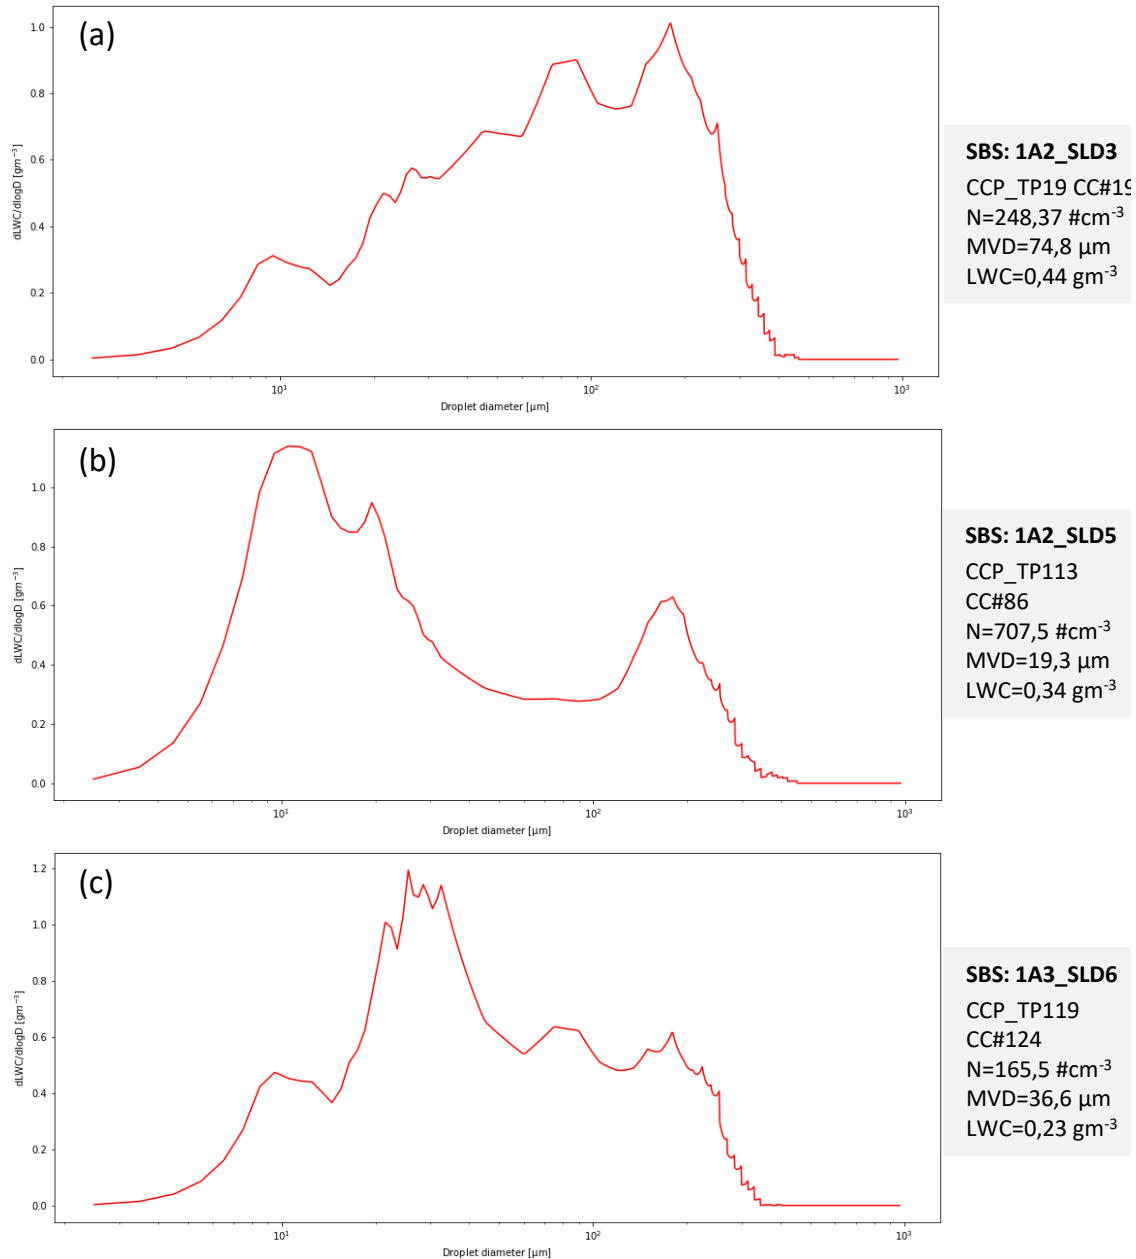 (a)
1.0
0.8
0.6
0.4
0.2
0.0
dLWC/dlogD [gm⁻³]
10¹
10²
10³
Droplet diameter [µm]
SBS: 1A2_SLD3
CCP_TP19 CC#19
N=248,37 #cm⁻³
MVD=74,8 µm
LWC=0,44 gm⁻³
(b)
1.0
0.8
0.6
0.4
0.2
0.0
dLWC/dlogD [gm⁻³]
10¹
10²
10³
Droplet diameter [µm]
SBS: 1A2_SLD5
CCP_TP113
CC#86
N=707,5 #cm⁻³
MVD=19,3 µm
LWC=0,34 gm⁻³
(c)
1.2
1.0
0.8
0.6
0.4
0.2
0.0
dLWC/dlogD [gm⁻³]
10¹
10²
10³
Droplet diameter [µm]
SBS: 1A3_SLD6
CCP_TP119
CC#124
N=165,5 #cm⁻³
MVD=36,6 µm
LWC=0,23 gm⁻³